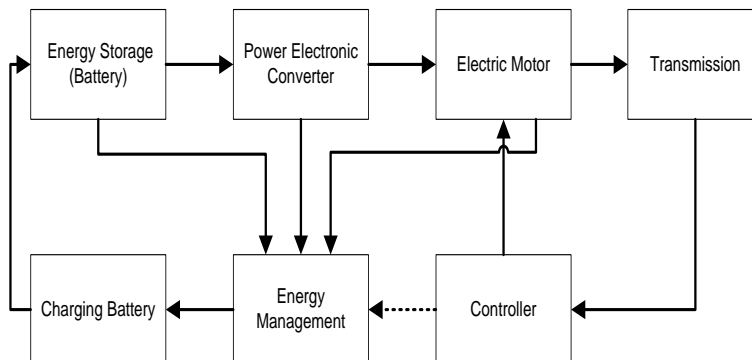 Energy Storage
(Battery)
Power Electronic
Converter
Electric Motor
Transmission
Charging Battery
Energy
Management
Controller